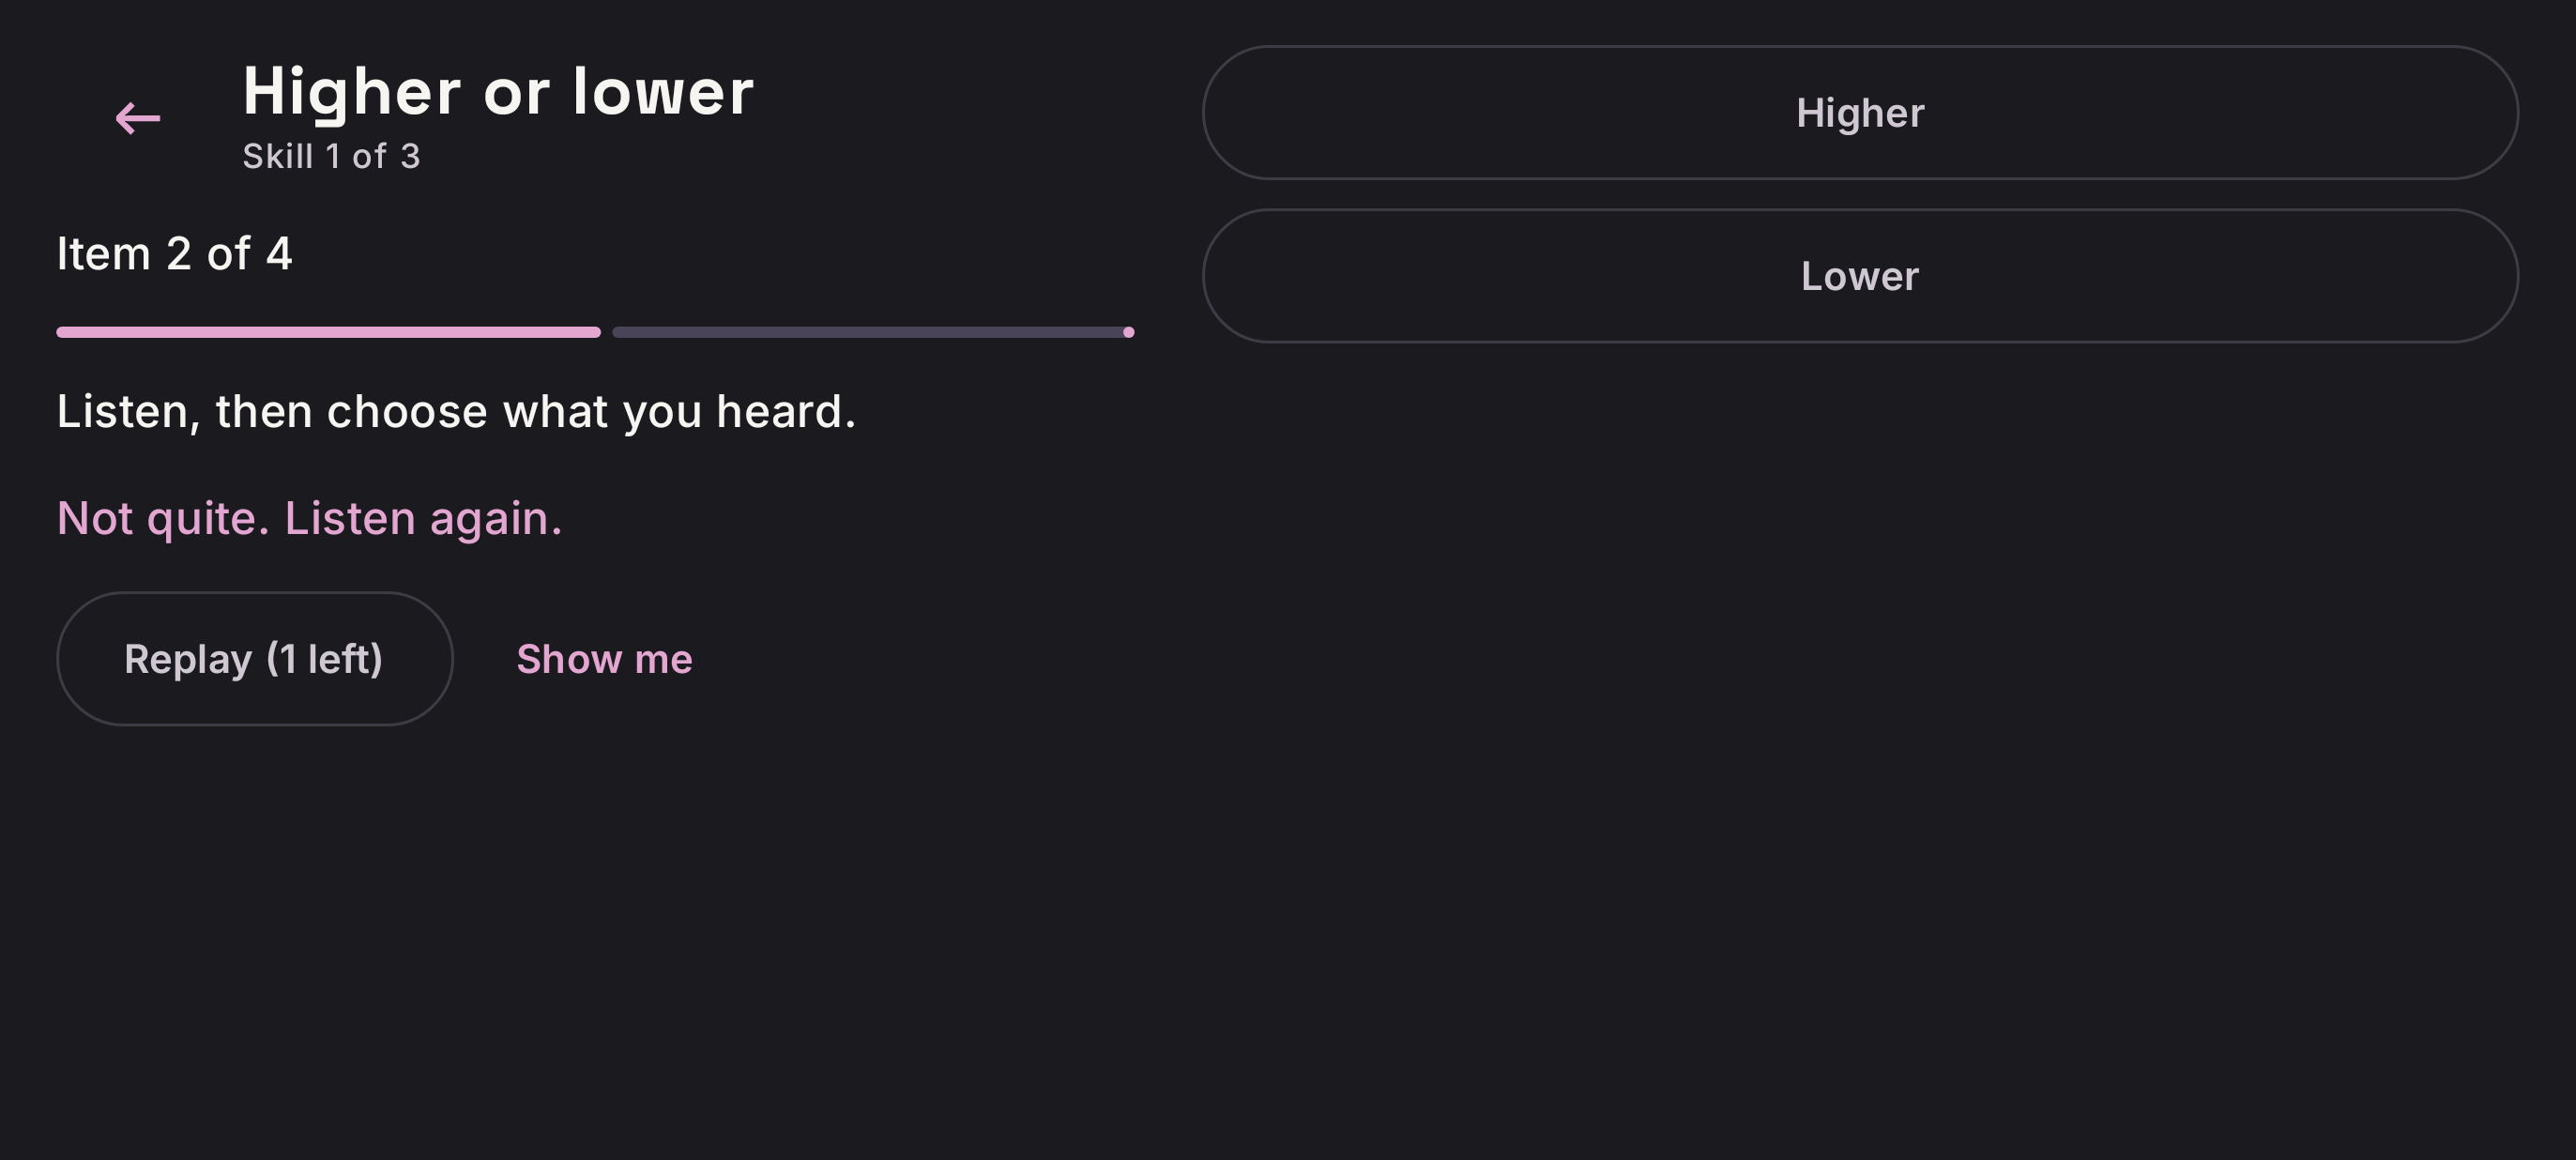 Higher or lower
Skill 1 of 3
Item 2 of 4
Listen, then choose what you heard.
Not quite. Listen again.
Replay (1 left)
Show me
Higher
Lower